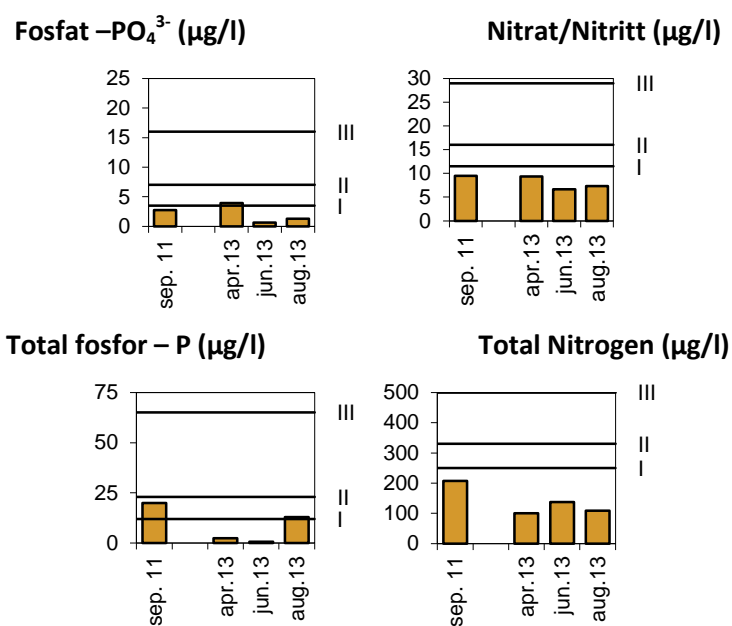 Fosfat –PO₄³⁻ (µg/l)
25
20
15
10
5
0
III
II
I
sep. 11
apr.13
jun.13
aug.13
Nitrat/Nitritt (µg/l)
30
25
20
15
10
5
0
III
II
I
sep. 11
apr.13
jun.13
aug.13
Total fosfor – P (µg/l)
75
50
25
0
III
II
I
sep. 11
apr.13
jun.13
aug.13
Total Nitrogen (µg/l)
500
400
300
200
100
0
III
II
I
sep. 11
apr.13
jun.13
aug.13